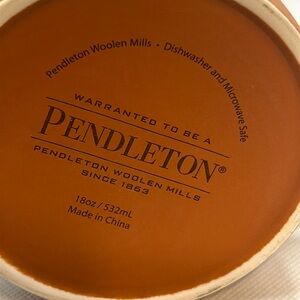 Pendleton Woolen Mills • Dishwasher and Microwave Safe
WARRANTED TO BE A
PENDLETON®
PENDLETON WOOLEN MILLS
SINCE 1863
18oz / 532mL
Made in China